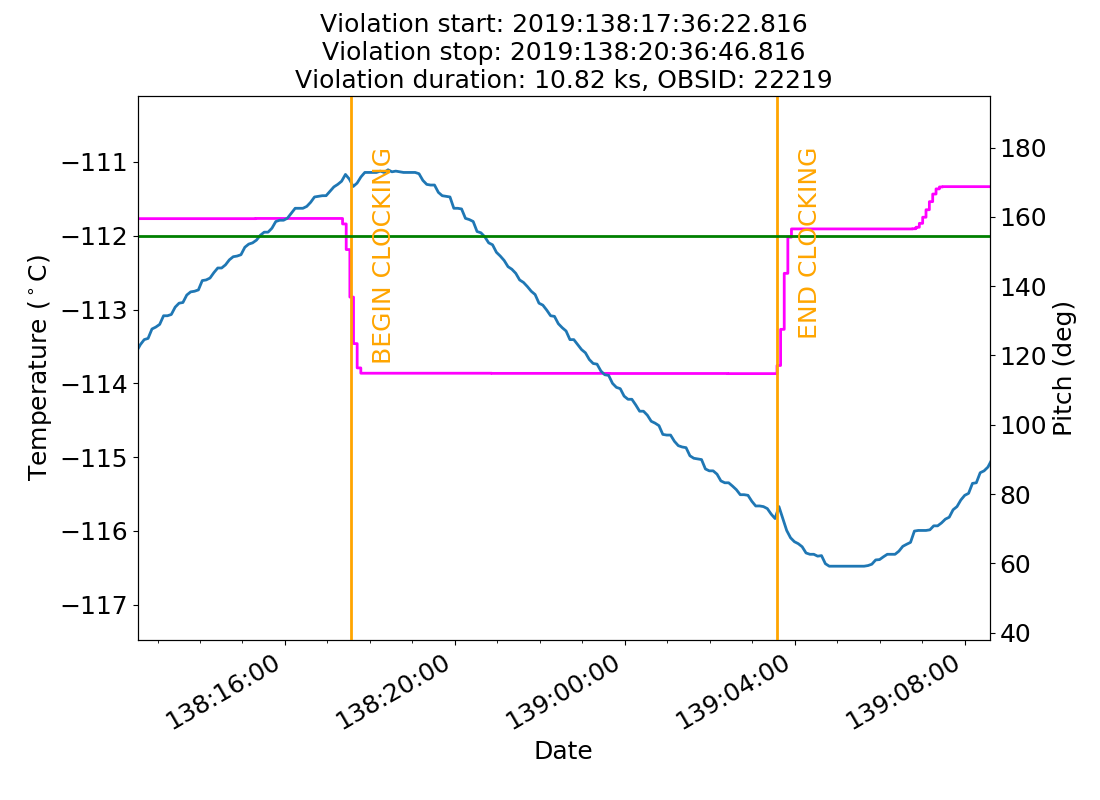 Violation start: 2019:138:17:36:22.816
Violation stop: 2019:138:20:36:46.816
Violation duration: 10.82 ks, OBSID: 22219
−111
−112
−113
−114
−115
−116
−117
Temperature (°C)
BEGIN CLOCKING
END CLOCKING
180
160
140
120
100
80
60
40
Pitch (deg)
138:16:00
138:20:00
139:00:00
139:04:00
139:08:00
Date